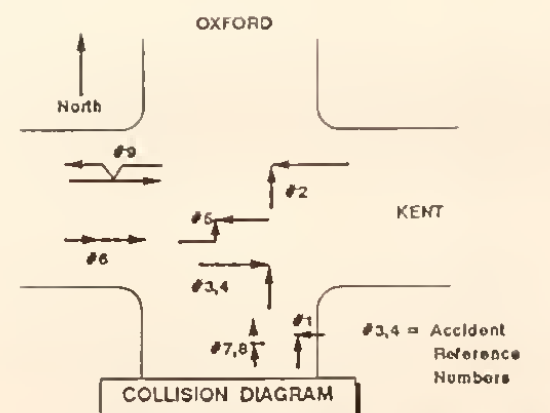 OXFORD
North
#9
#2
#5
KENT
#6
#3,4
#1
#7,8
#3,4 = Accident
Reference
Numbers
COLLISION DIAGRAM